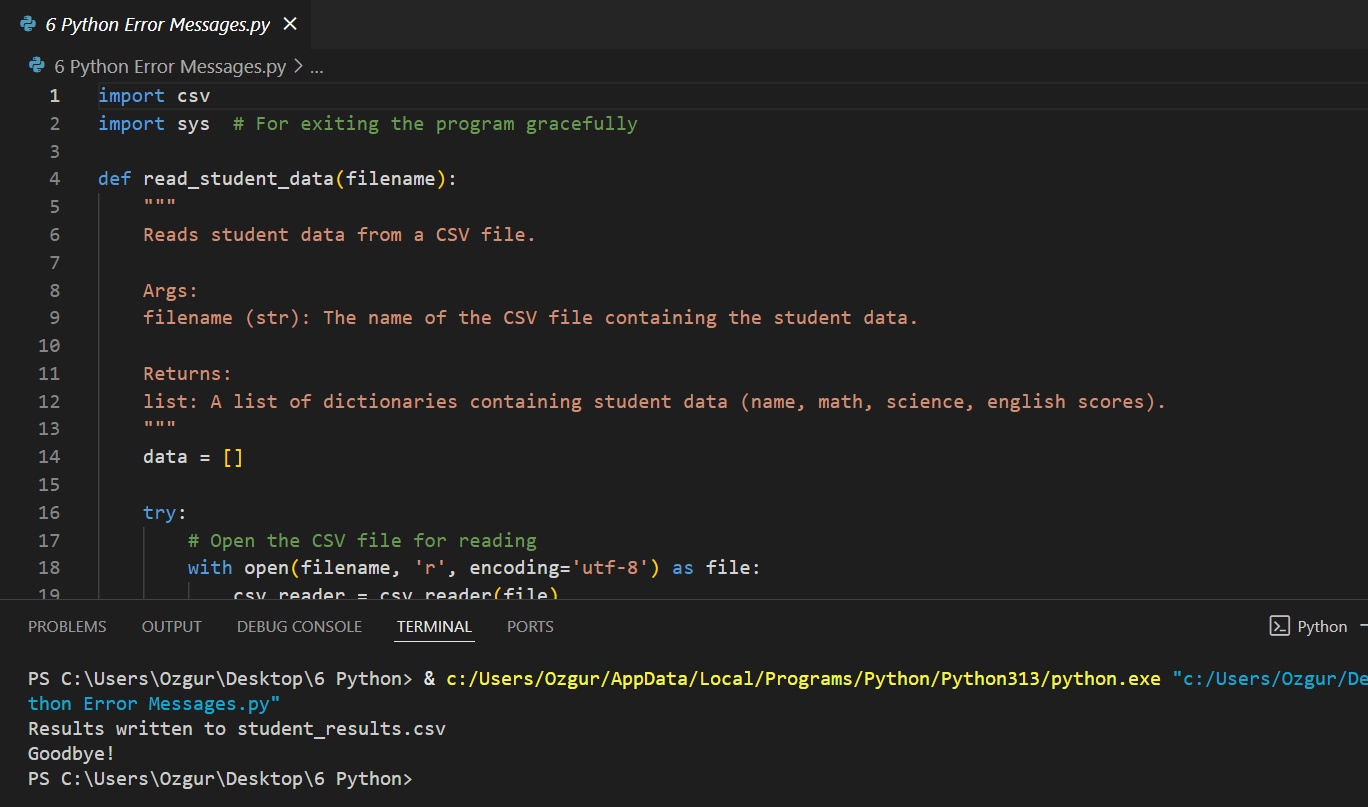 6 Python Error Messages.py
6 Python Error Messages.py > ...
1 import csv
2 import sys  # For exiting the program gracefully
3
4 def read_student_data(filename):
5     """
6     Reads student data from a CSV file.
7
8     Args:
9     filename (str): The name of the CSV file containing the student data.
10
11     Returns:
12     list: A list of dictionaries containing student data (name, math, science, english scores).
13     """
14     data = []
15
16     try:
17         # Open the CSV file for reading
18         with open(filename, 'r', encoding='utf-8') as file:
19             csv_reader = csv.reader(file)
PROBLEMS OUTPUT DEBUG CONSOLE TERMINAL PORTS Python
PS C:\Users\Ozgur\Desktop\6 Python> & c:/Users/Ozgur/AppData/Local/Programs/Python/Python313/python.exe "c:/Users/Ozgur/De
thon Error Messages.py"
Results written to student_results.csv
Goodbye!
PS C:\Users\Ozgur\Desktop\6 Python>